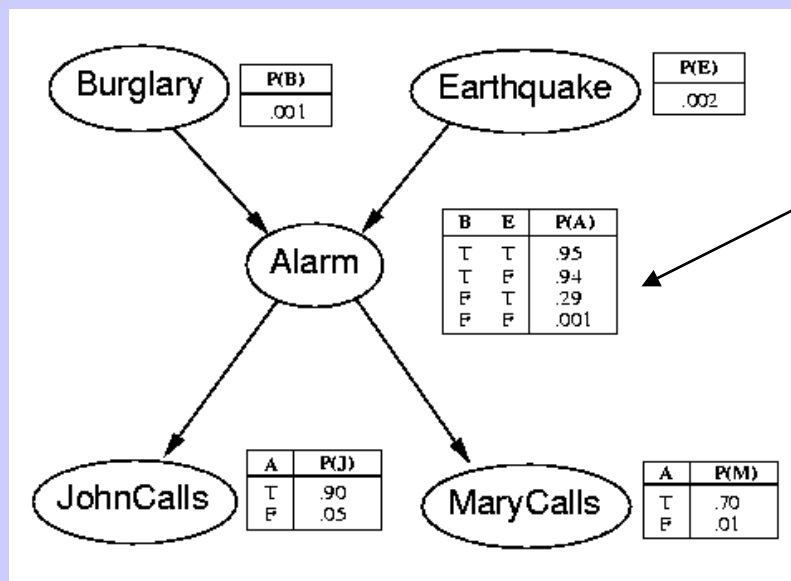 Burglary
P(B)
.001
Earthquake
P(E)
.002
Alarm
B E P(A)
T T .95
T F .94
F T .29
F F .001
JohnCalls
A P(J)
T .90
F .05
MaryCalls
A P(M)
T .70
F .01